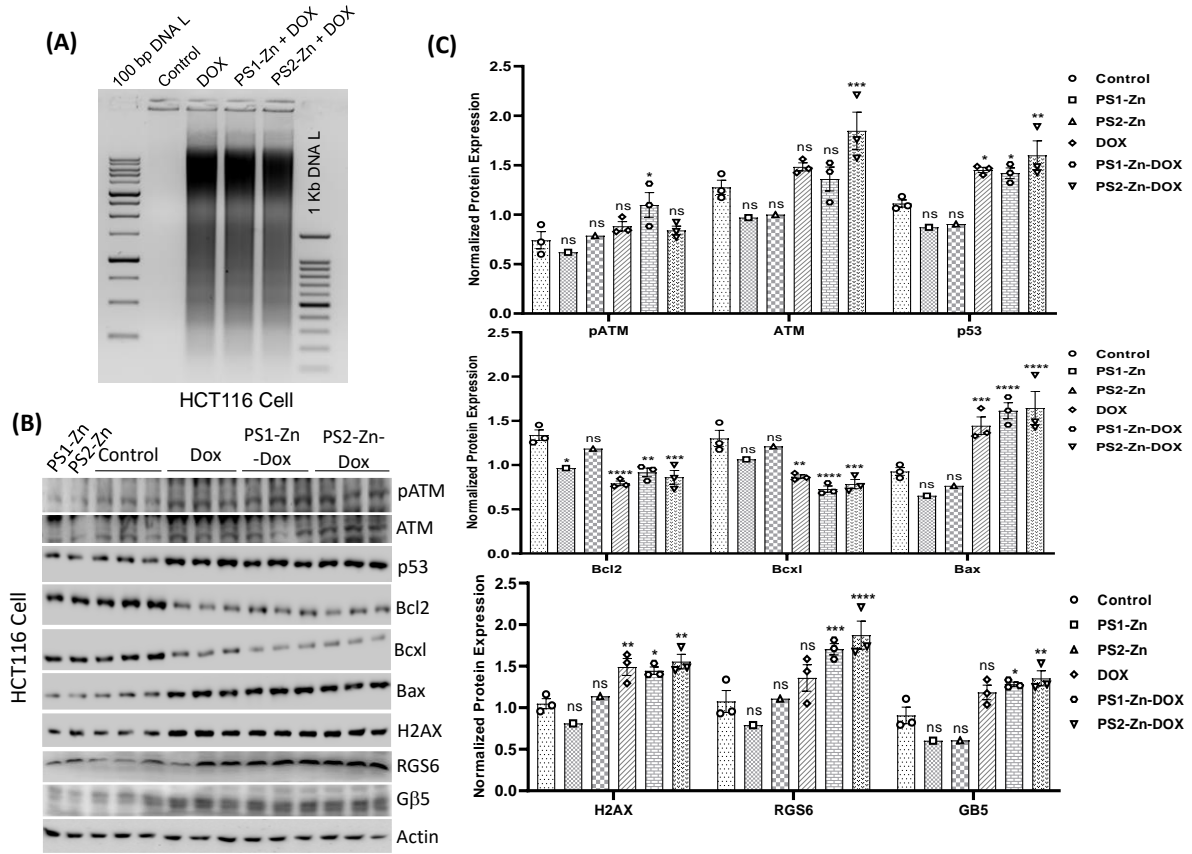 (A)
100 bp DNA L
Control
DOX
PS1-Zn + DOX
PS2-Zn + DOX
1 Kb DNA L
HCT116 Cell
(B)
PS1-Zn
PS2-Zn
Control
Dox
PS1-Zn
-Dox
PS2-Zn-
Dox
HCT116 Cell
pATM
ATM
p53
Bcl2
Bcxl
Bax
H2AX
RGS6
Gβ5
Actin
(C)
Normalized Protein Expression
2.5
2.0
1.5
1.0
0.5
0.0
ns
ns
ns
*
ns
ns
ns
ns
ns
***
ns
ns
*
*
**
pATM
ATM
p53
Control
PS1-Zn
PS2-Zn
DOX
PS1-Zn-DOX
PS2-Zn-DOX
Normalized Protein Expression
2.5
2.0
1.5
1.0
0.5
0.0
*
ns
****
**
***
ns
ns
**
****
***
ns
ns
***
****
****
Bcl2
Bcxl
Bax
Control
PS1-Zn
PS2-Zn
DOX
PS1-Zn-DOX
PS2-Zn-DOX
Normalized Protein Expression
2.5
2.0
1.5
1.0
0.5
0.0
ns
ns
**
*
**
ns
ns
ns
***
****
ns
ns
ns
*
**
H2AX
RGS6
GB5
Control
PS1-Zn
PS2-Zn
DOX
PS1-Zn-DOX
PS2-Zn-DOX